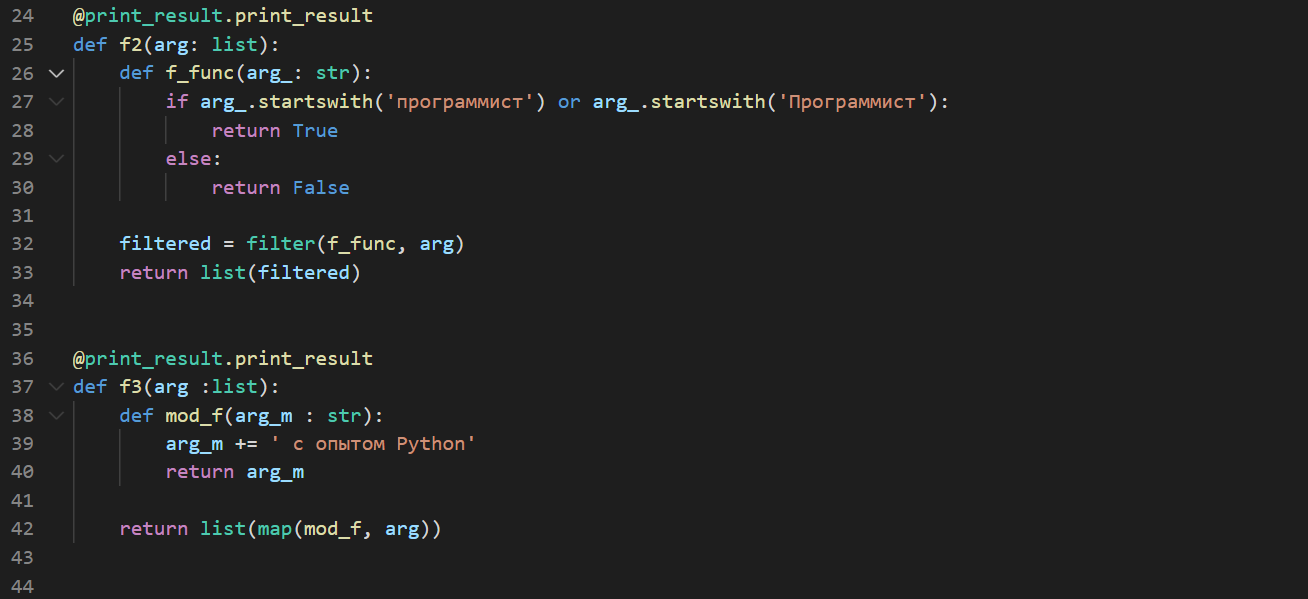 24 @print_result.print_result
25 def f2(arg: list):
26     def f_func(arg_: str):
27         if arg_.startswith('программист') or arg_.startswith('Программист'):
28             return True
29         else:
30             return False
31
32     filtered = filter(f_func, arg)
33     return list(filtered)
34
35
36 @print_result.print_result
37 def f3(arg :list):
38     def mod_f(arg_m : str):
39         arg_m += ' с опытом Python'
40         return arg_m
41
42     return list(map(mod_f, arg))
43
44